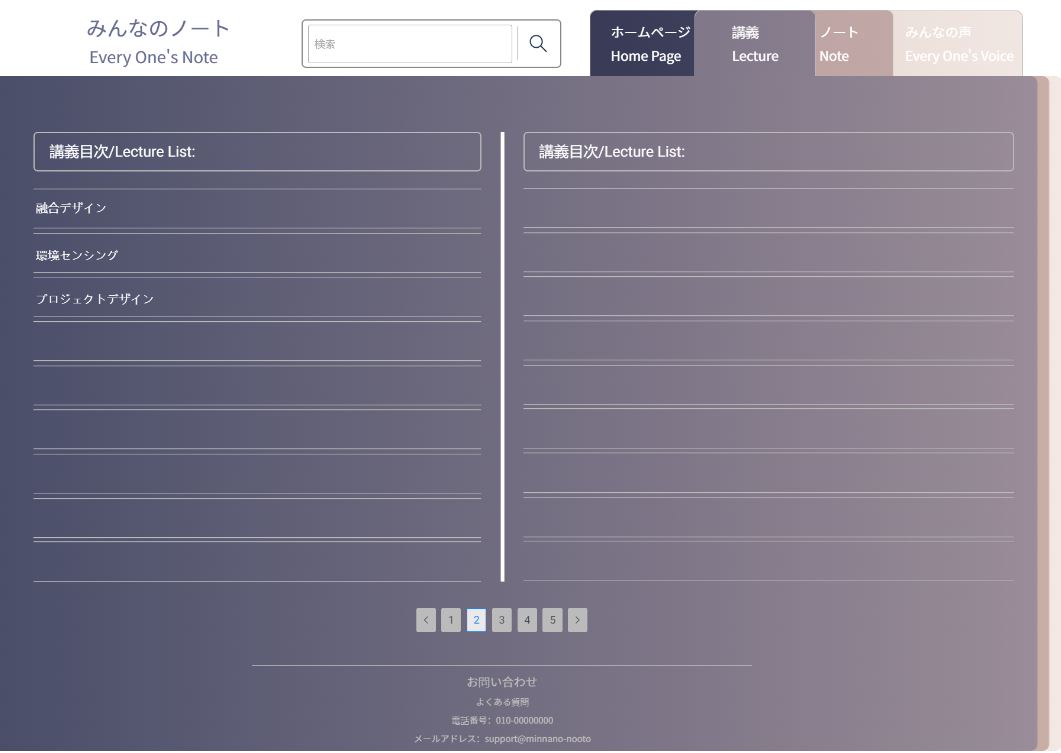 みんなのノート
Every One's Note
検索
ホームページ
Home Page
講義
Lecture
ノート
Note
みんなの声
Every One's Voice
講義目次/Lecture List:
融合デザイン
環境センシング
プロジェクトデザイン
講義目次/Lecture List:
< 1 2 3 4 5 >
お問い合わせ
よくある質問
電話番号：010-00000000
メールアドレス：support@minnano-nooto